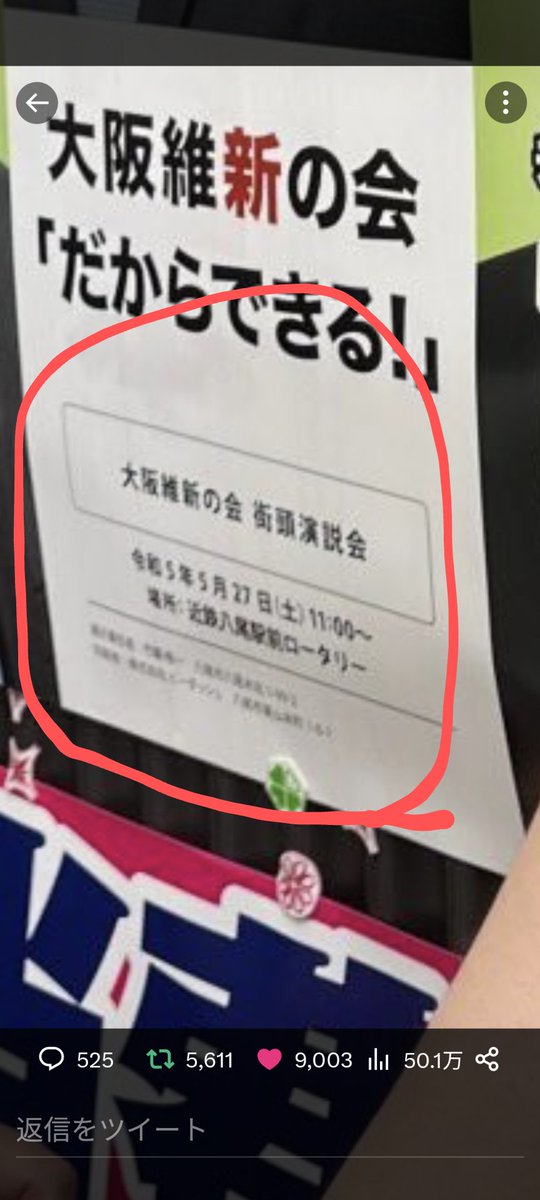 大阪維新の会
「だからできる!」
大阪維新の会 街頭演説会
令和5年5月27日(土) 11:00～
場所: 近鉄八尾駅前ロータリー
525
5,611
9,003
50.1万
返信をツイート